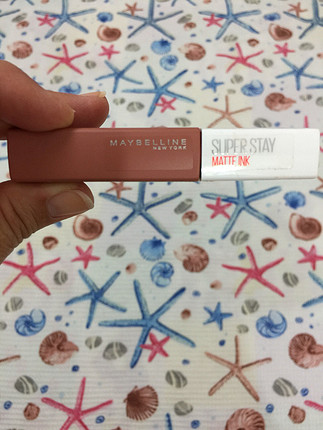 MAYBELLINE
NEW YORK
SUPER STAY
MATTE INK